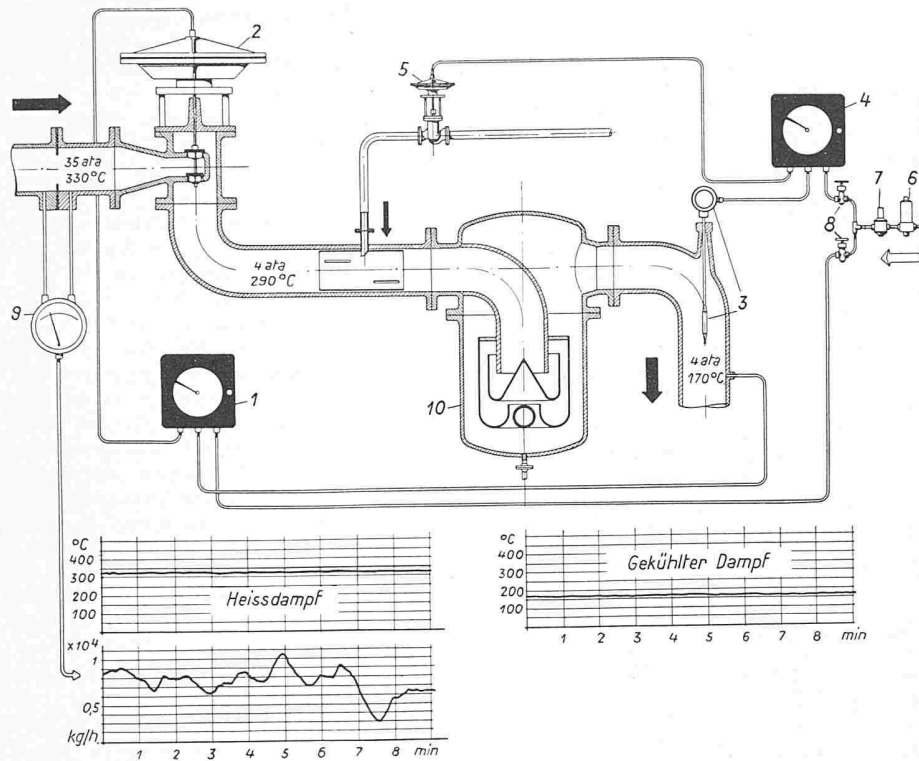 2
5
4
35 ata
330°C
7
6
8
4 ata
290°C
3
9
4 ata
170°C
1
10
°C
400
300
200
100
Heissdampf
x10⁴
1
0,5
kg/h
1 2 3 4 5 6 7 8 min
°C
400
300
200
100
Gekühlter Dampf
1 2 3 4 5 6 7 8 min